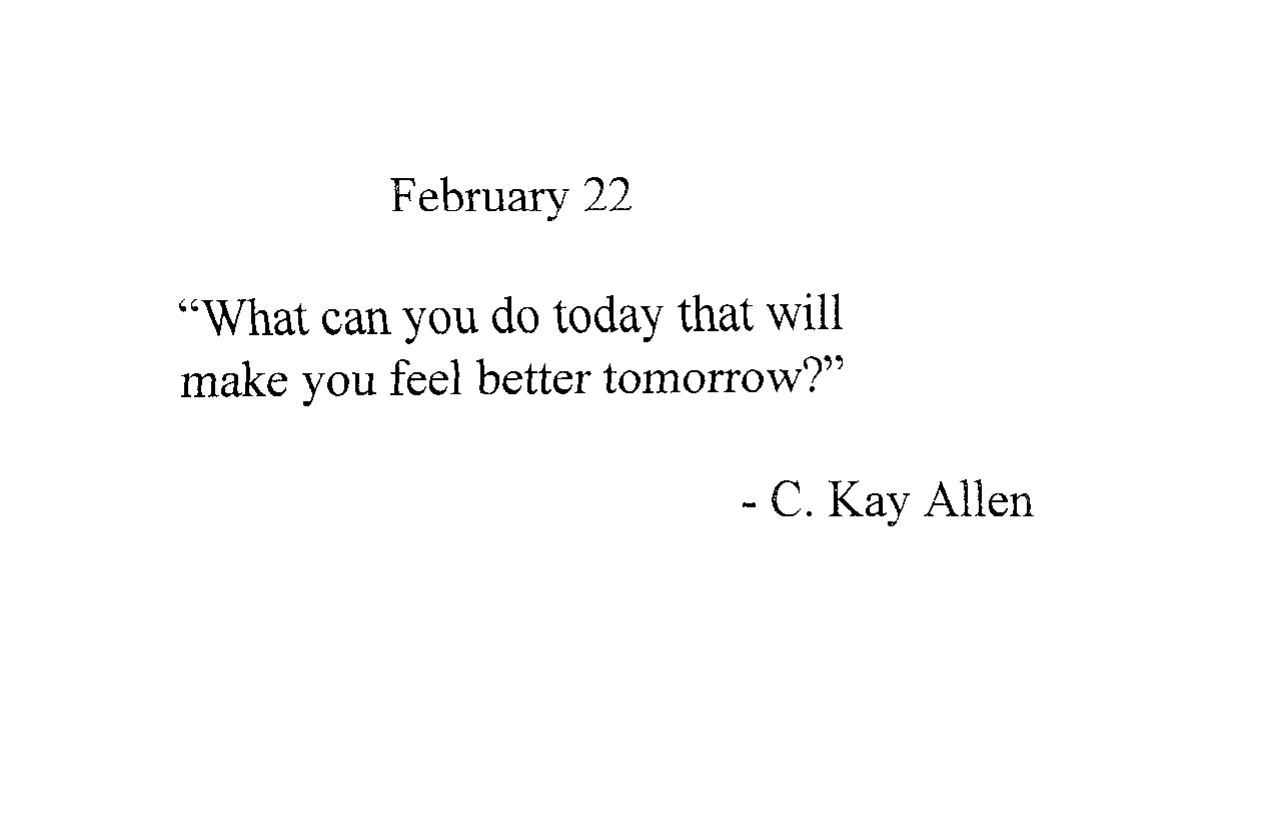 February 22
“What can you do today that will
make you feel better tomorrow?”
- C. Kay Allen